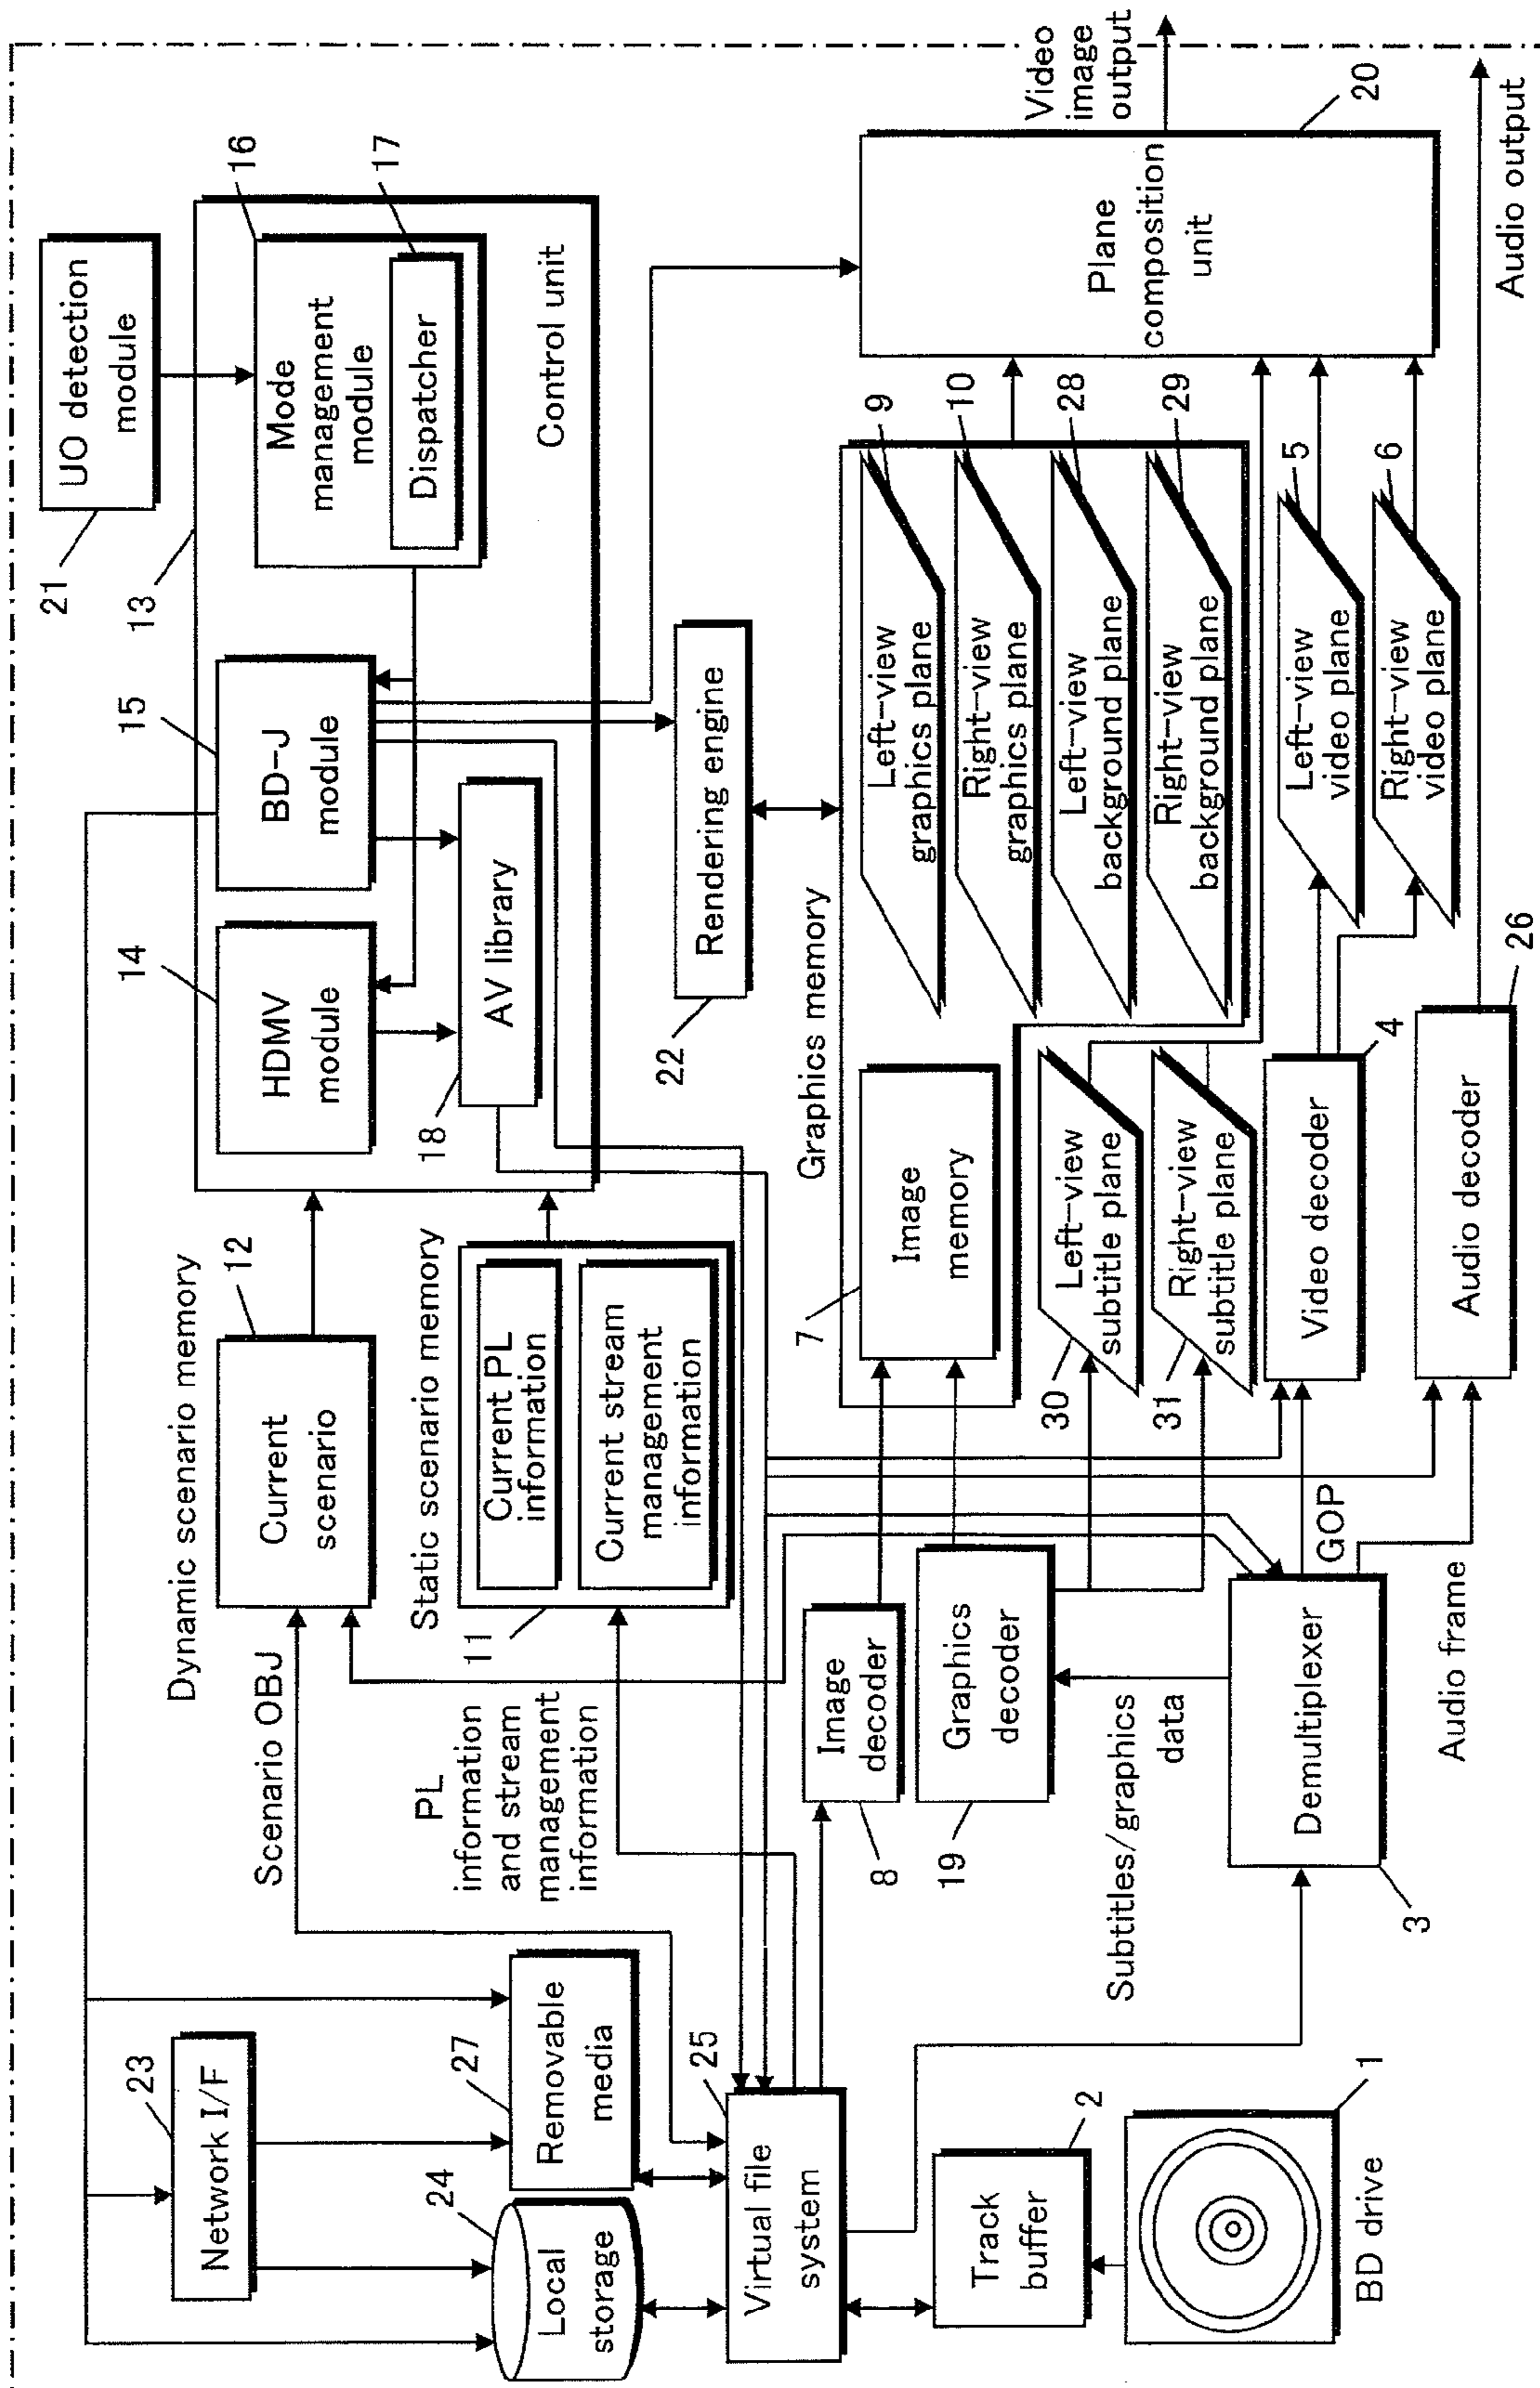 21
UO detection
module
13
16
Mode
management
module
17
Dispatcher
Control unit
15
BD-J
module
14
HDMV
module
18
AV library
Dynamic scenario memory
12
Current
scenario
Scenario OBJ
Static scenario memory
Current PL
information
Current stream
management
information
11
PL
information
and stream
management
information
23
Network I/F
27
Removable
media
24
Local
storage
25
Virtual file
system
2
Track
buffer
1
BD drive
22
Rendering engine
Graphics memory
7
Image
memory
Left-view
graphics plane
9
Right-view
graphics plane
10
Left-view
background plane
28
Right-view
background plane
29
30
Left-view
subtitle plane
31
Right-view
subtitle plane
Left-view
video plane
5
Right-view
video plane
6
Image
decoder
8
Graphics
decoder
19
Subtitles/graphics
data
Demultiplexer
3
GOP
Audio frame
Video decoder
4
Audio decoder
26
Plane
composition
unit
20
Video
image
output
Audio output